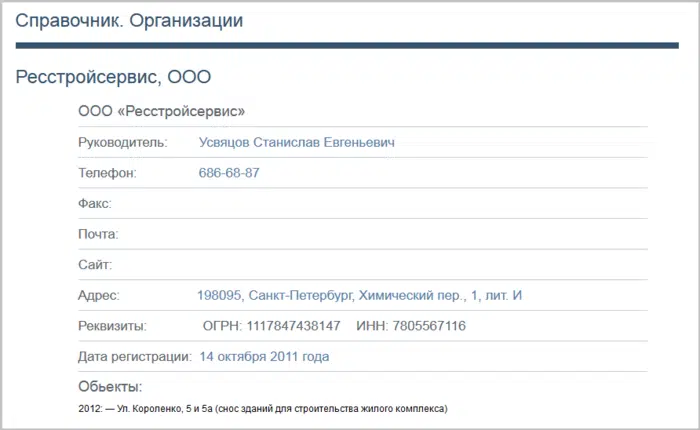 Справочник. Организации
Ресстройсервис, ООО
ООО «Ресстройсервис»
Руководитель: Усвяцов Станислав Евгеньевич
Телефон: 686-68-87
Факс:
Почта:
Сайт:
Адрес: 198095, Санкт-Петербург, Химический пер., 1, лит. И
Реквизиты: ОГРН: 1117847438147 ИНН: 7805567116
Дата регистрации: 14 октября 2011 года
Обьекты:
2012: — Ул. Короленко, 5 и 5а (снос зданий для строительства жилого комплекса)